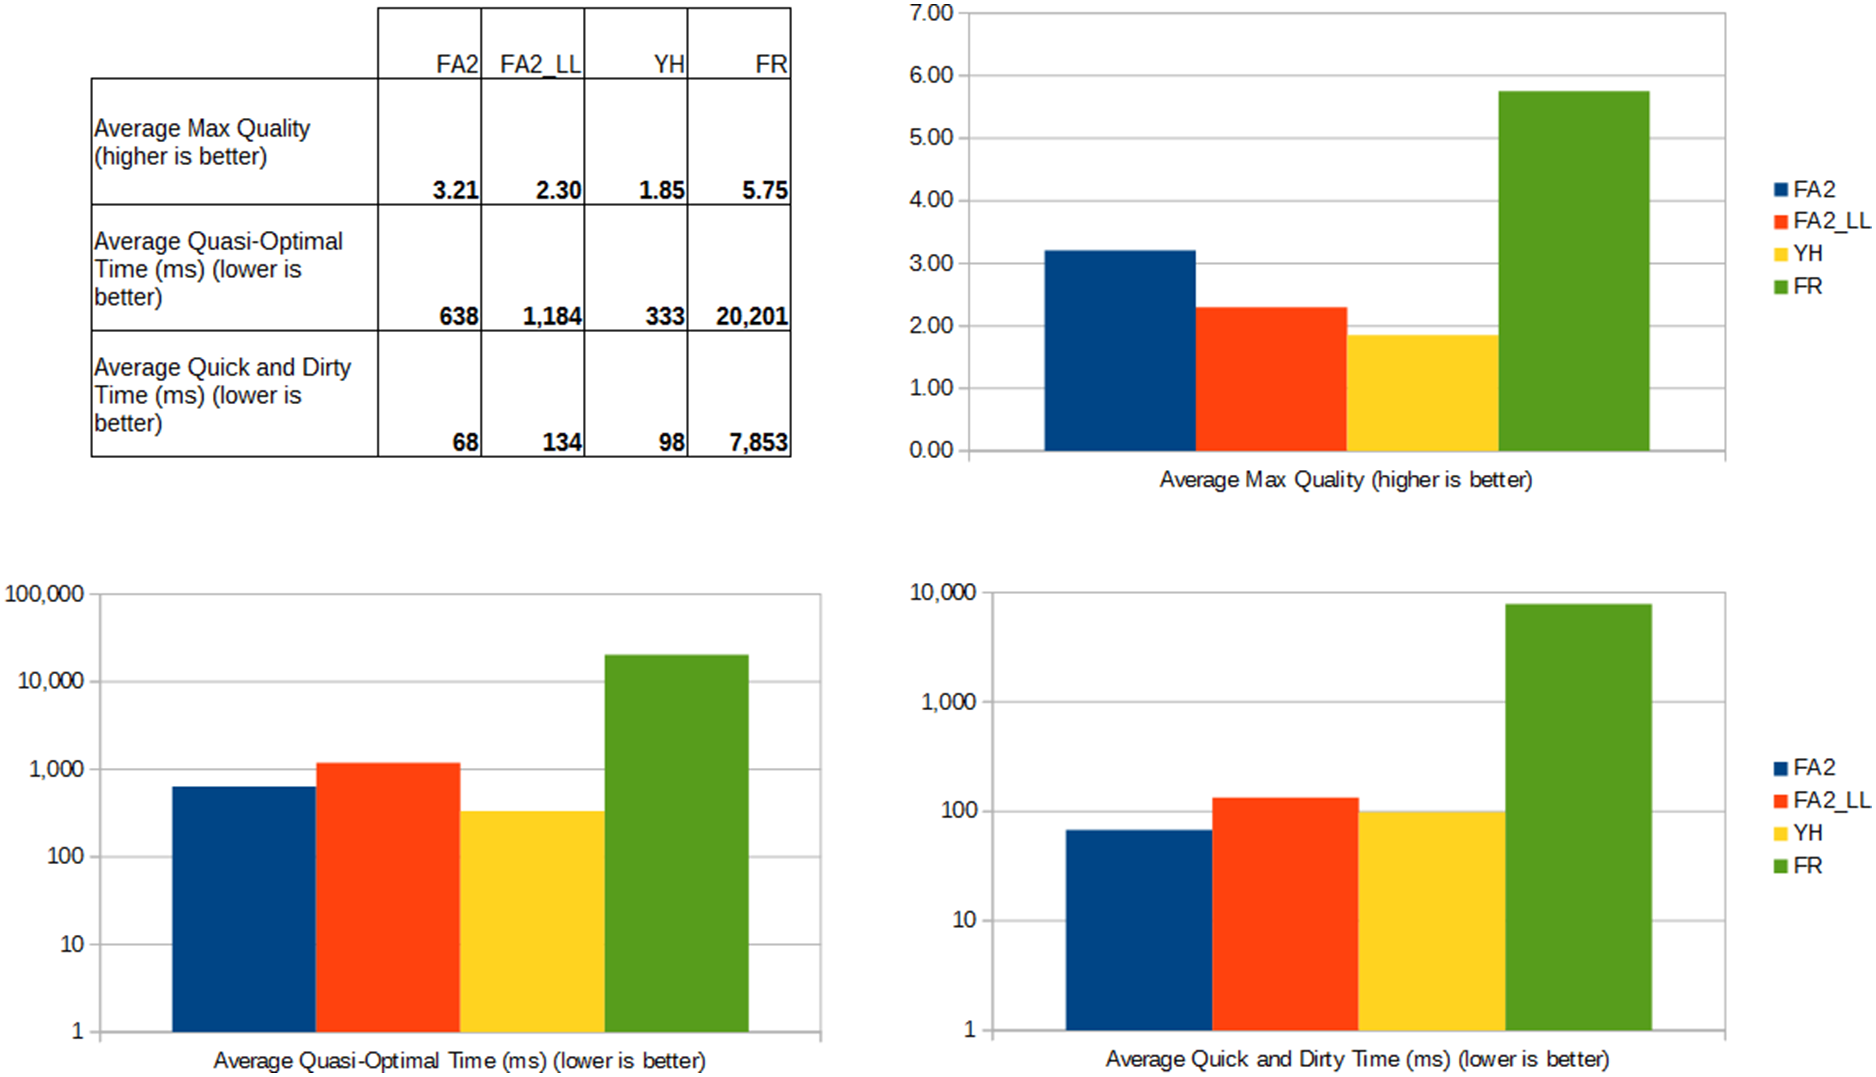 FA2 FA2_LL YH FR
Average Max Quality
(higher is better)
3.21 2.30 1.85 5.75
Average Quasi-Optimal
Time (ms) (lower is
better)
638 1,184 333 20,201
Average Quick and Dirty
Time (ms) (lower is
better)
68 134 98 7,853
7.00
6.00
5.00
4.00
3.00
2.00
1.00
0.00
Average Max Quality (higher is better)
FA2
FA2_LL
YH
FR
100,000
10,000
1,000
100
10
1
Average Quasi-Optimal Time (ms) (lower is better)
10,000
1,000
100
10
1
Average Quick and Dirty Time (ms) (lower is better)
FA2
FA2_LL
YH
FR